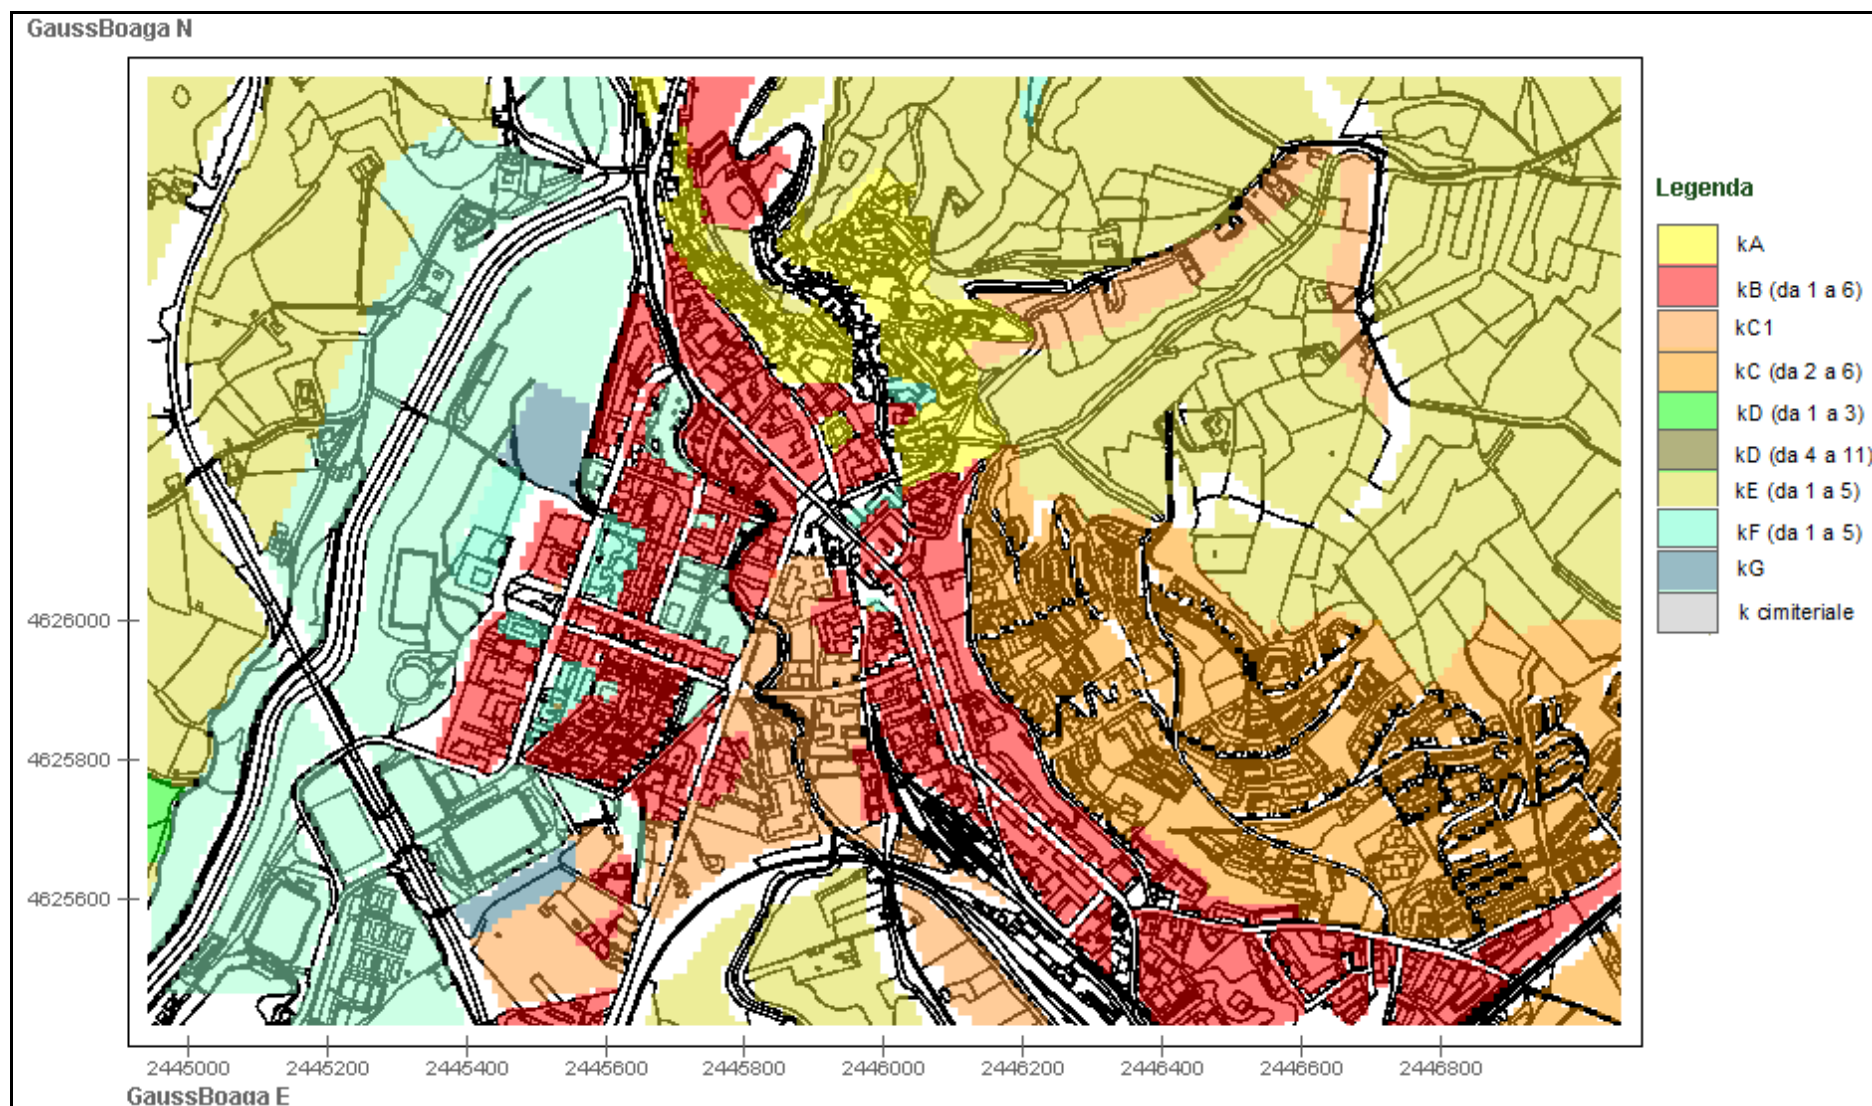 GaussBoaga N
Legenda
kA
kB (da 1 a 6)
kC1
kC (da 2 a 6)
kD (da 1 a 3)
kD (da 4 a 11)
kE (da 1 a 5)
kF (da 1 a 5)
kG
k cimiteriale
4626000
4625800
4625600
2445000 2445200 2445400 2445600 2445800 2446000 2446200 2446400 2446600 2446800
GaussBoaga E